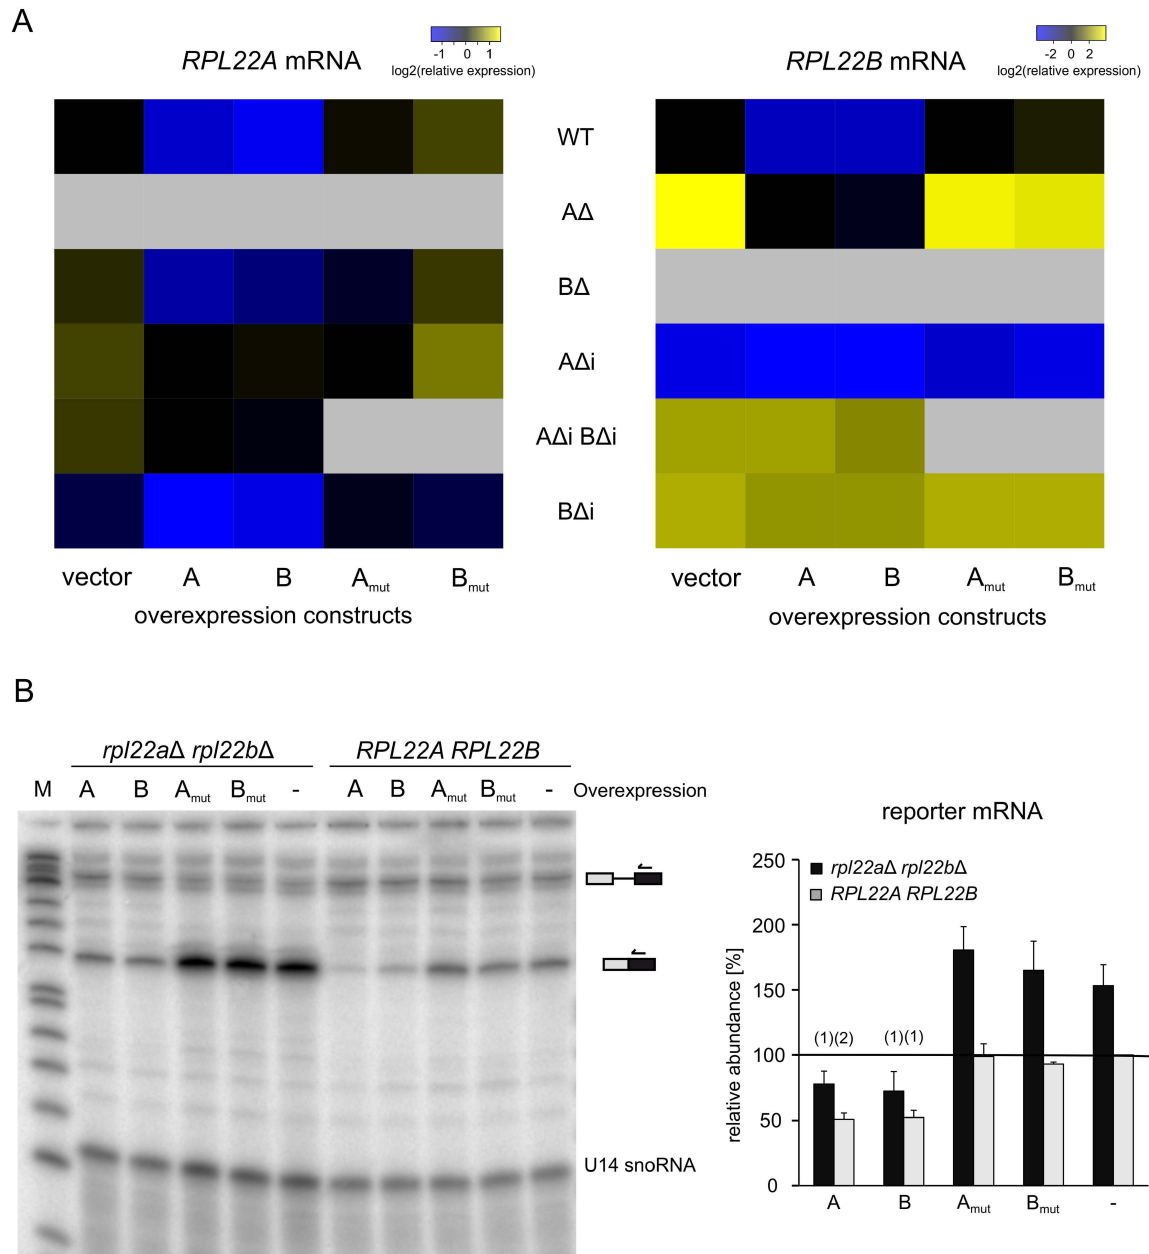 A
RPL22A mRNA
-1 0 1
log2(relative expression)
RPL22B mRNA
-2 0 2
log2(relative expression)
WT
AΔ
BΔ
AΔi
AΔi BΔi
BΔi
vector A B Amut Bmut
overexpression constructs
vector A B Amut Bmut
overexpression constructs
B
rpl22aΔ rpl22bΔ RPL22A RPL22B
M A B Amut Bmut - A B Amut Bmut - Overexpression
U14 snoRNA
reporter mRNA
rpl22aΔ rpl22bΔ
RPL22A RPL22B
relative abundance [%]
250
200
150
100
50
0
(1)(2) (1)(1)
A B Amut Bmut -